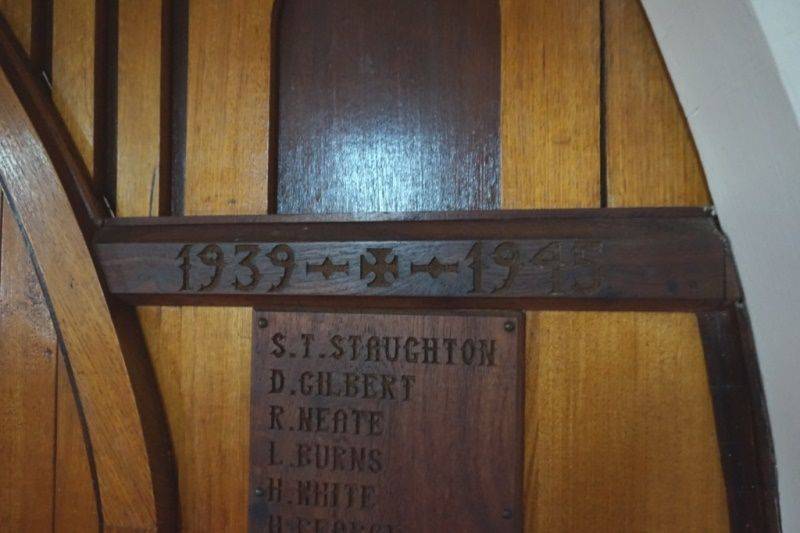 1939 1945
S.T.STAUGHTON
D.GILBERT
R.NEATE
L.BURNS
H.WHITE